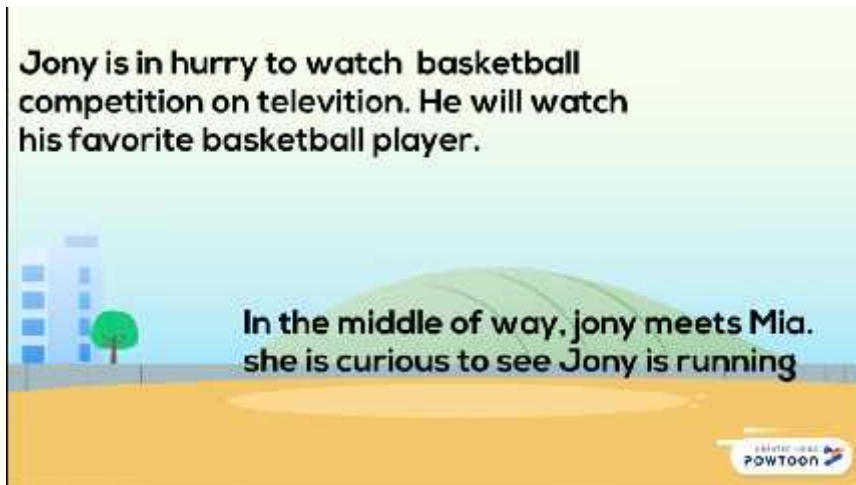 Jony is in hurry to watch basketball
competition on televition. He will watch
his favorite basketball player.
In the middle of way, jony meets Mia.
she is curious to see Jony is running
POWTOON